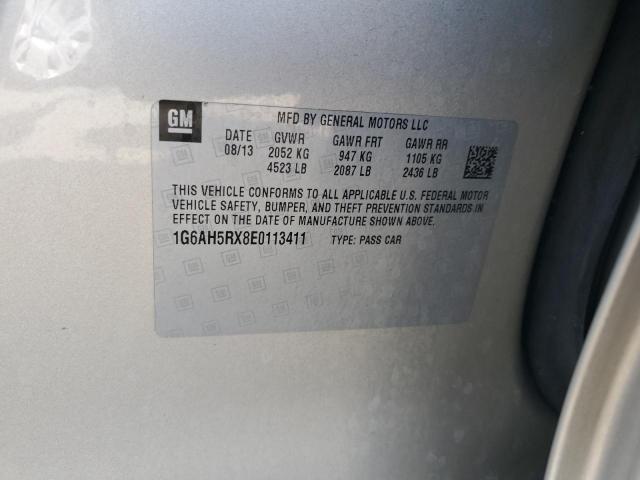 GM
MFD BY GENERAL MOTORS LLC
DATE GVWR GAWR FRT GAWR RR
08/13 2052 KG 947 KG 1105 KG
4523 LB 2087 LB 2436 LB
THIS VEHICLE CONFORMS TO ALL APPLICABLE U.S. FEDERAL MOTOR
VEHICLE SAFETY, BUMPER, AND THEFT PREVENTION STANDARDS IN
EFFECT ON THE DATE OF MANUFACTURE SHOWN ABOVE.
1G6AH5RX8E0113411 TYPE: PASS CAR